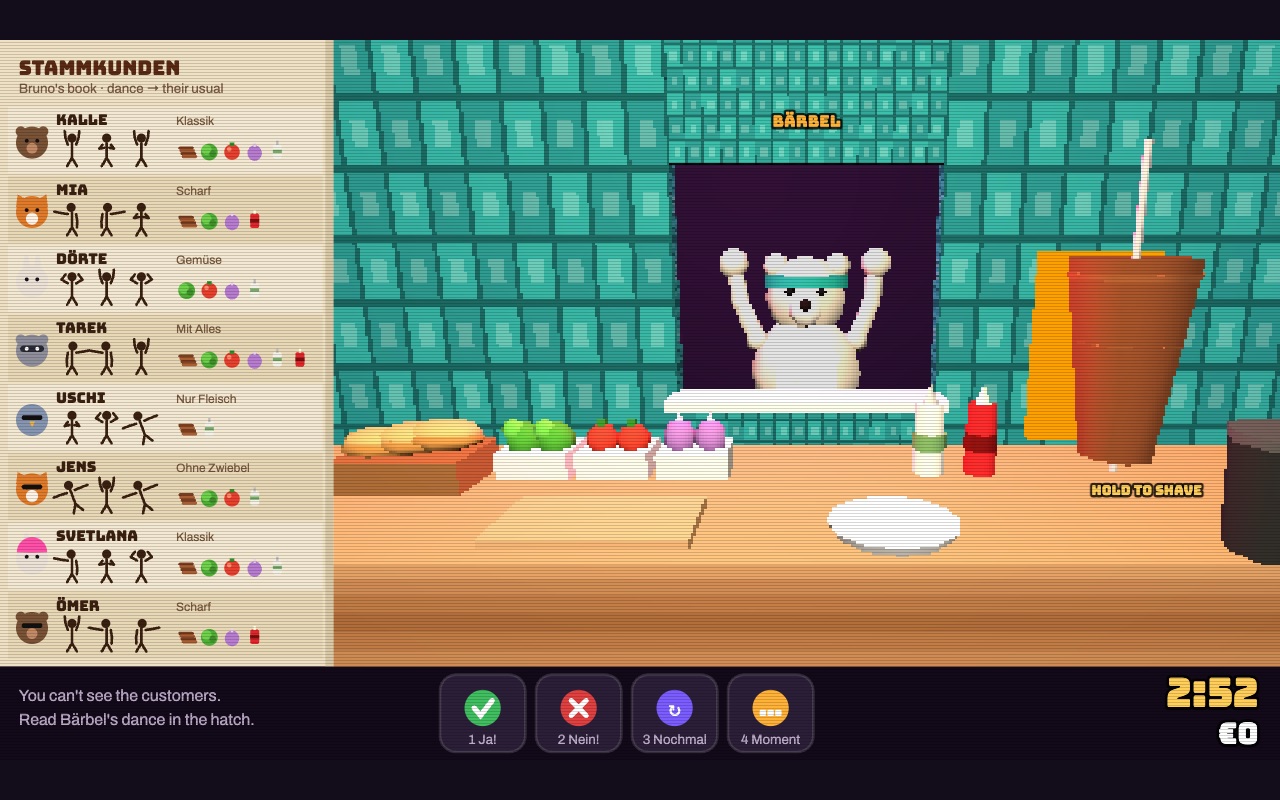 STAMMKUNDEN
Bruno's book · dance → their usual
KALLE
Klassik
MIA
Scharf
DÖRTE
Gemüse
TAREK
Mit Alles
USCHI
Nur Fleisch
JENS
Ohne Zwiebel
SVETLANA
Klassik
ÖMER
Scharf
BÄRBEL
HOLD TO SHAVE
You can't see the customers.
Read Bärbel's dance in the hatch.
1 Ja!
2 Nein!
3 Nochmal
4 Moment
2:52
€0